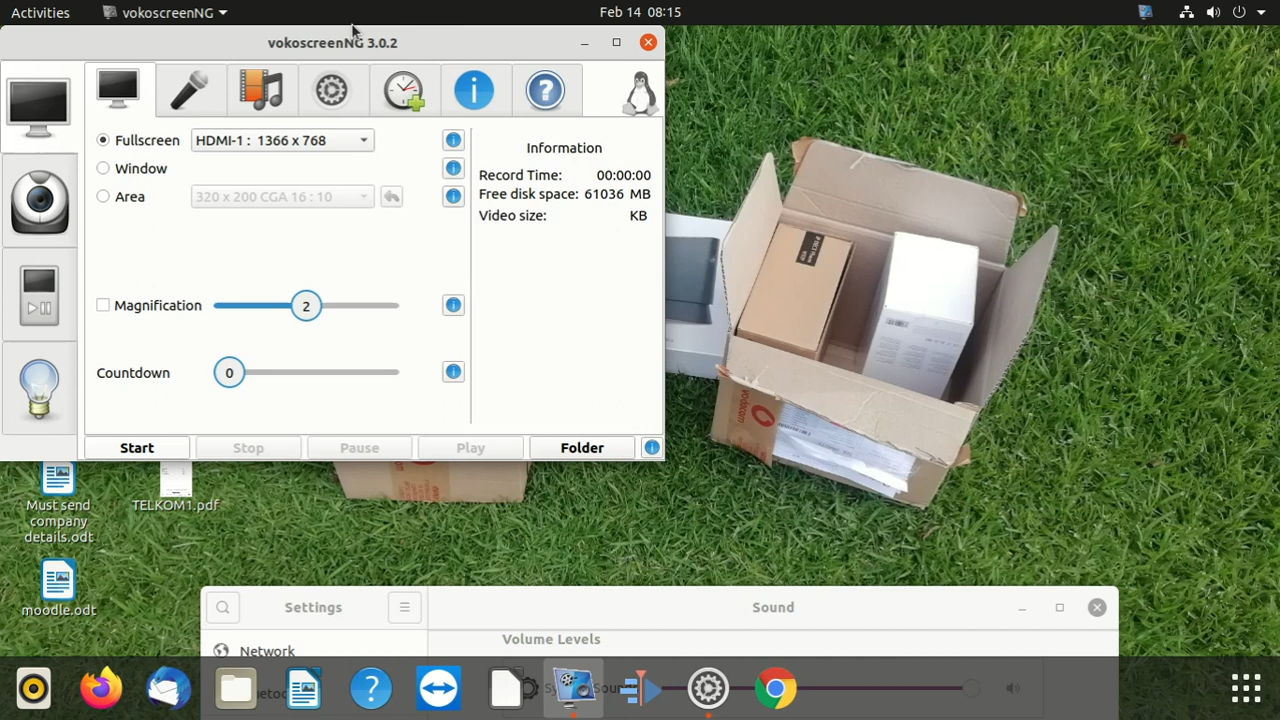 Activities
vokoscreenNG
Feb 14 08:15
vokoscreenNG 3.0.2
Fullscreen
HDMI-1 : 1366 x 768
Window
Area
320 x 200 CGA 16 : 10
Magnification
2
Countdown
0
Information
Record Time: 00:00:00
Free disk space: 61036 MB
Video size: KB
Start
Stop
Pause
Play
Folder
vodacom
Must send
company
details.odt
TELKOM1.pdf
moodle.odt
Settings
Sound
Volume Levels
Network